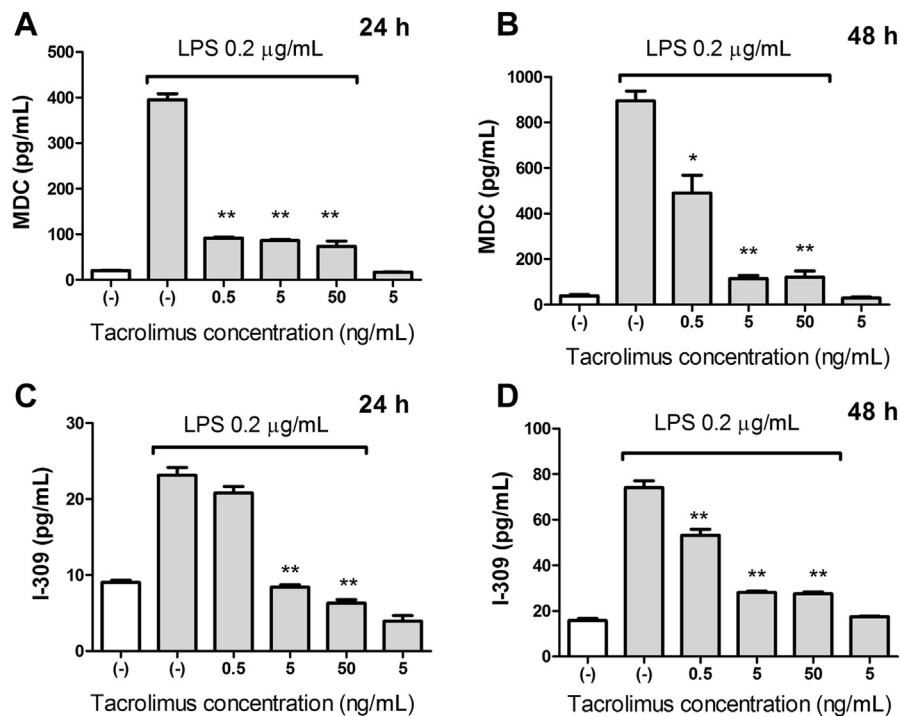 A
24 h
LPS 0.2 μg/mL
MDC (pg/mL)
500
400
300
200
100
0
** ** **
(-) (-) 0.5 5 50 5
Tacrolimus concentration (ng/mL)
B
48 h
LPS 0.2 μg/mL
MDC (pg/mL)
1000
800
600
400
200
0
* ** **
(-) (-) 0.5 5 50 5
Tacrolimus concentration (ng/mL)
C
24 h
LPS 0.2 μg/mL
I-309 (pg/mL)
30
20
10
0
** **
(-) (-) 0.5 5 50 5
Tacrolimus concentration (ng/mL)
D
48 h
LPS 0.2 μg/mL
I-309 (pg/mL)
100
80
60
40
20
0
** ** **
(-) (-) 0.5 5 50 5
Tacrolimus concentration (ng/mL)